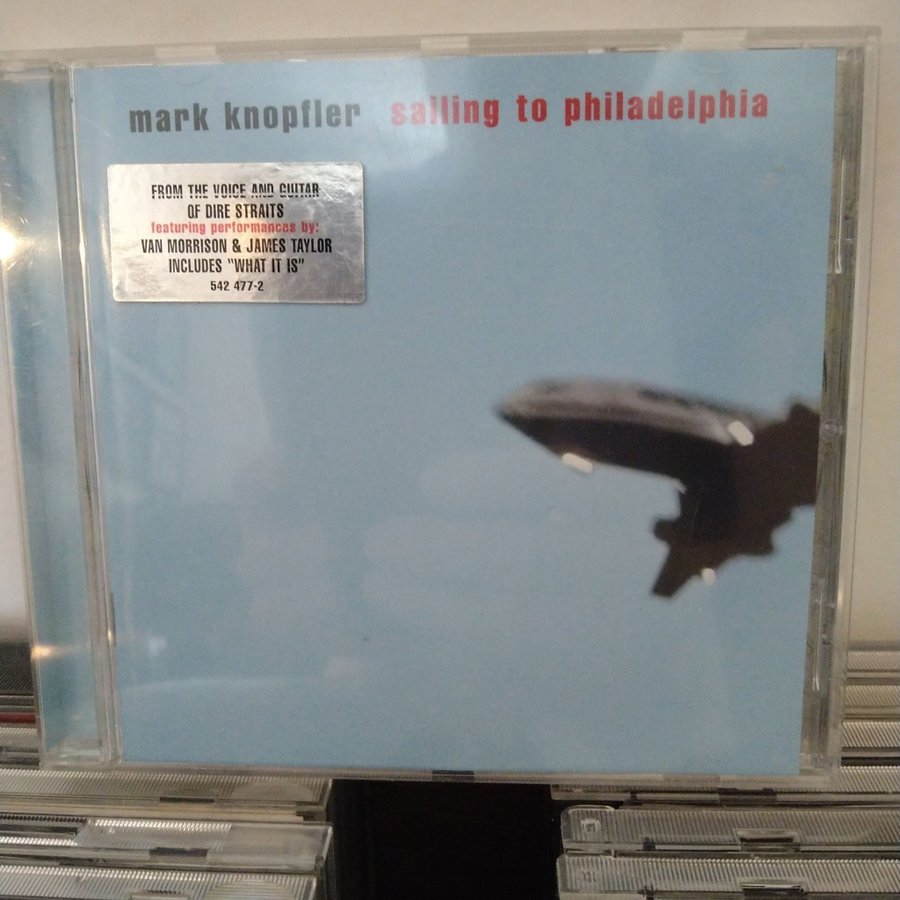 mark knopfler sailing to philadelphia
FROM THE VOICE AND GUITAR
OF DIRE STRAITS
featuring performances by:
VAN MORRISON & JAMES TAYLOR
INCLUDES "WHAT IT IS"
542 477-2